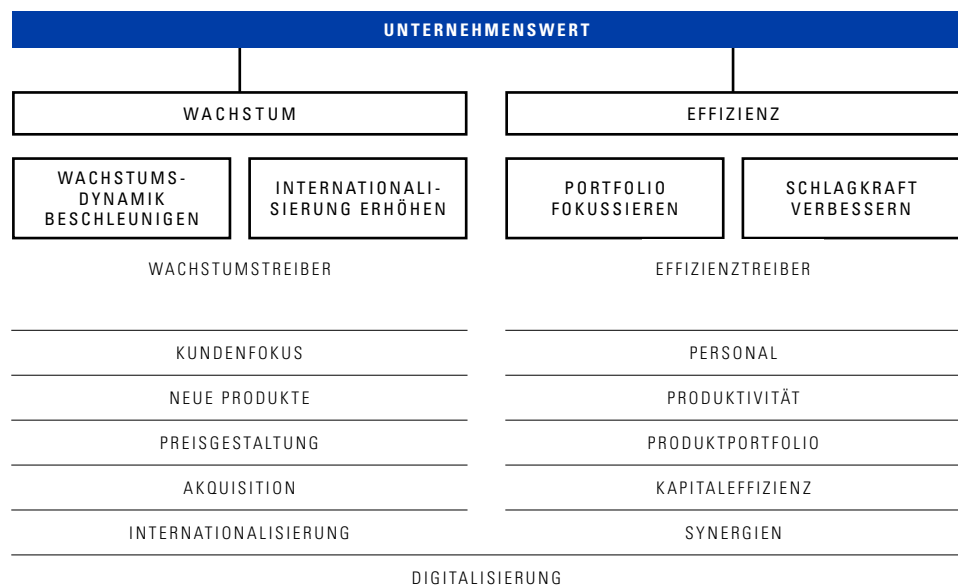 UNTERNEHMENSWERT
WACHSTUM
EFFIZIENZ
WACHSTUMS-
DYNAMIK
BESCHLEUNIGEN
INTERNATIONALI-
SIERUNG ERHÖHEN
PORTFOLIO
FOKUSSIEREN
SCHLAGKRAFT
VERBESSERN
WACHSTUMSTREIBER
EFFIZIENZTREIBER
KUNDENFOKUS
PERSONAL
NEUE PRODUKTE
PRODUKTIVITÄT
PREISGESTALTUNG
PRODUKTPORTFOLIO
AKQUISITION
KAPITALEFFIZIENZ
INTERNATIONALISIERUNG
SYNERGIEN
DIGITALISIERUNG